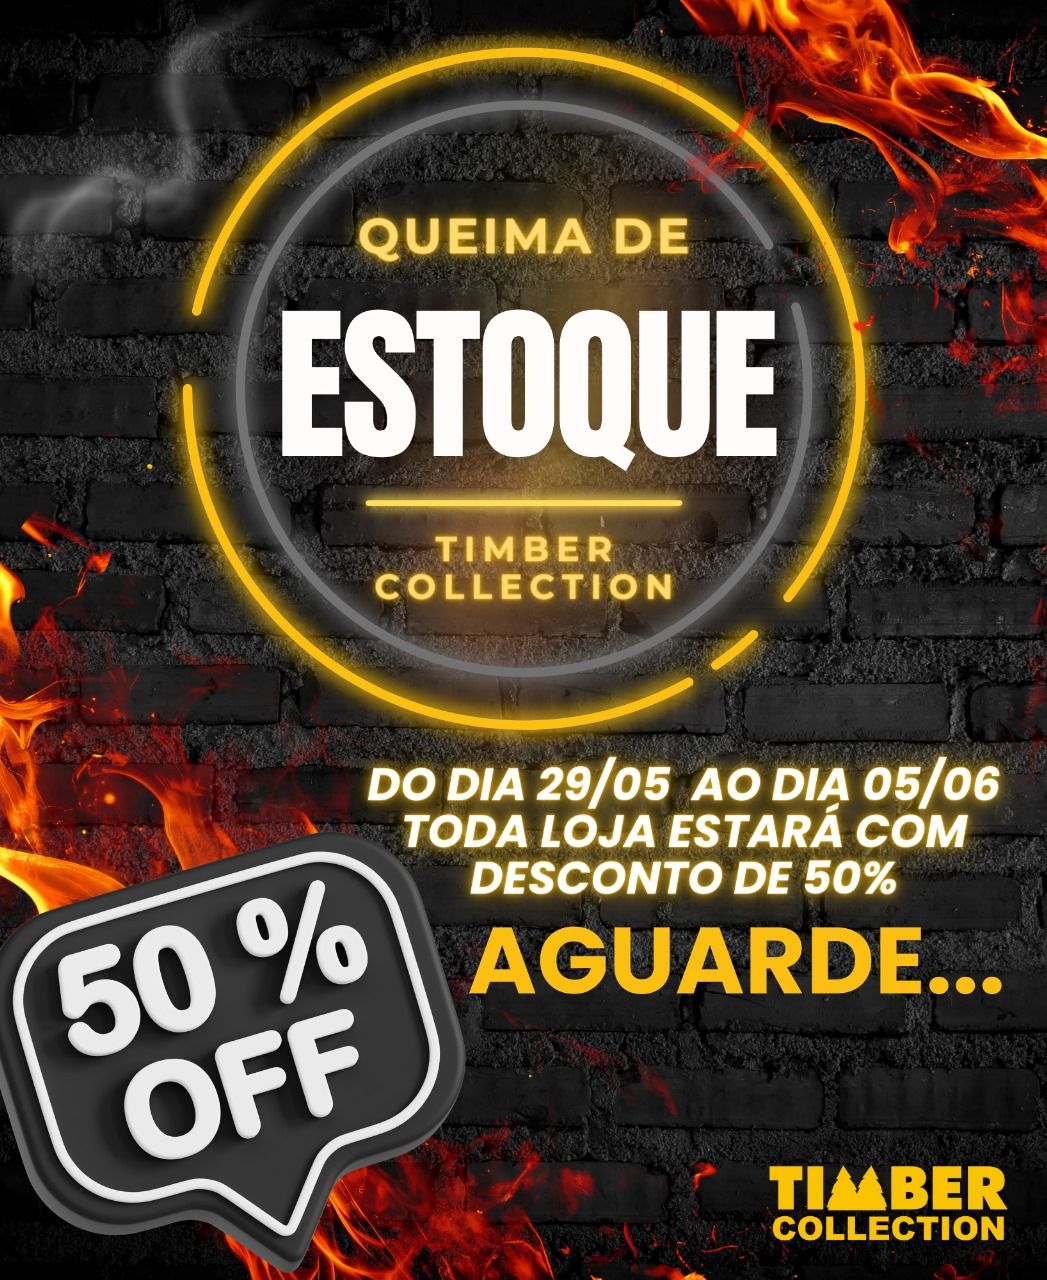 QUEIMA DE
ESTOQUE
TIMBER
COLLECTION
DO DIA 29/05 AO DIA 05/06
TODA LOJA ESTARÁ COM
DESCONTO DE 50%
AGUARDE...
50 %
OFF
TIMBER
COLLECTION